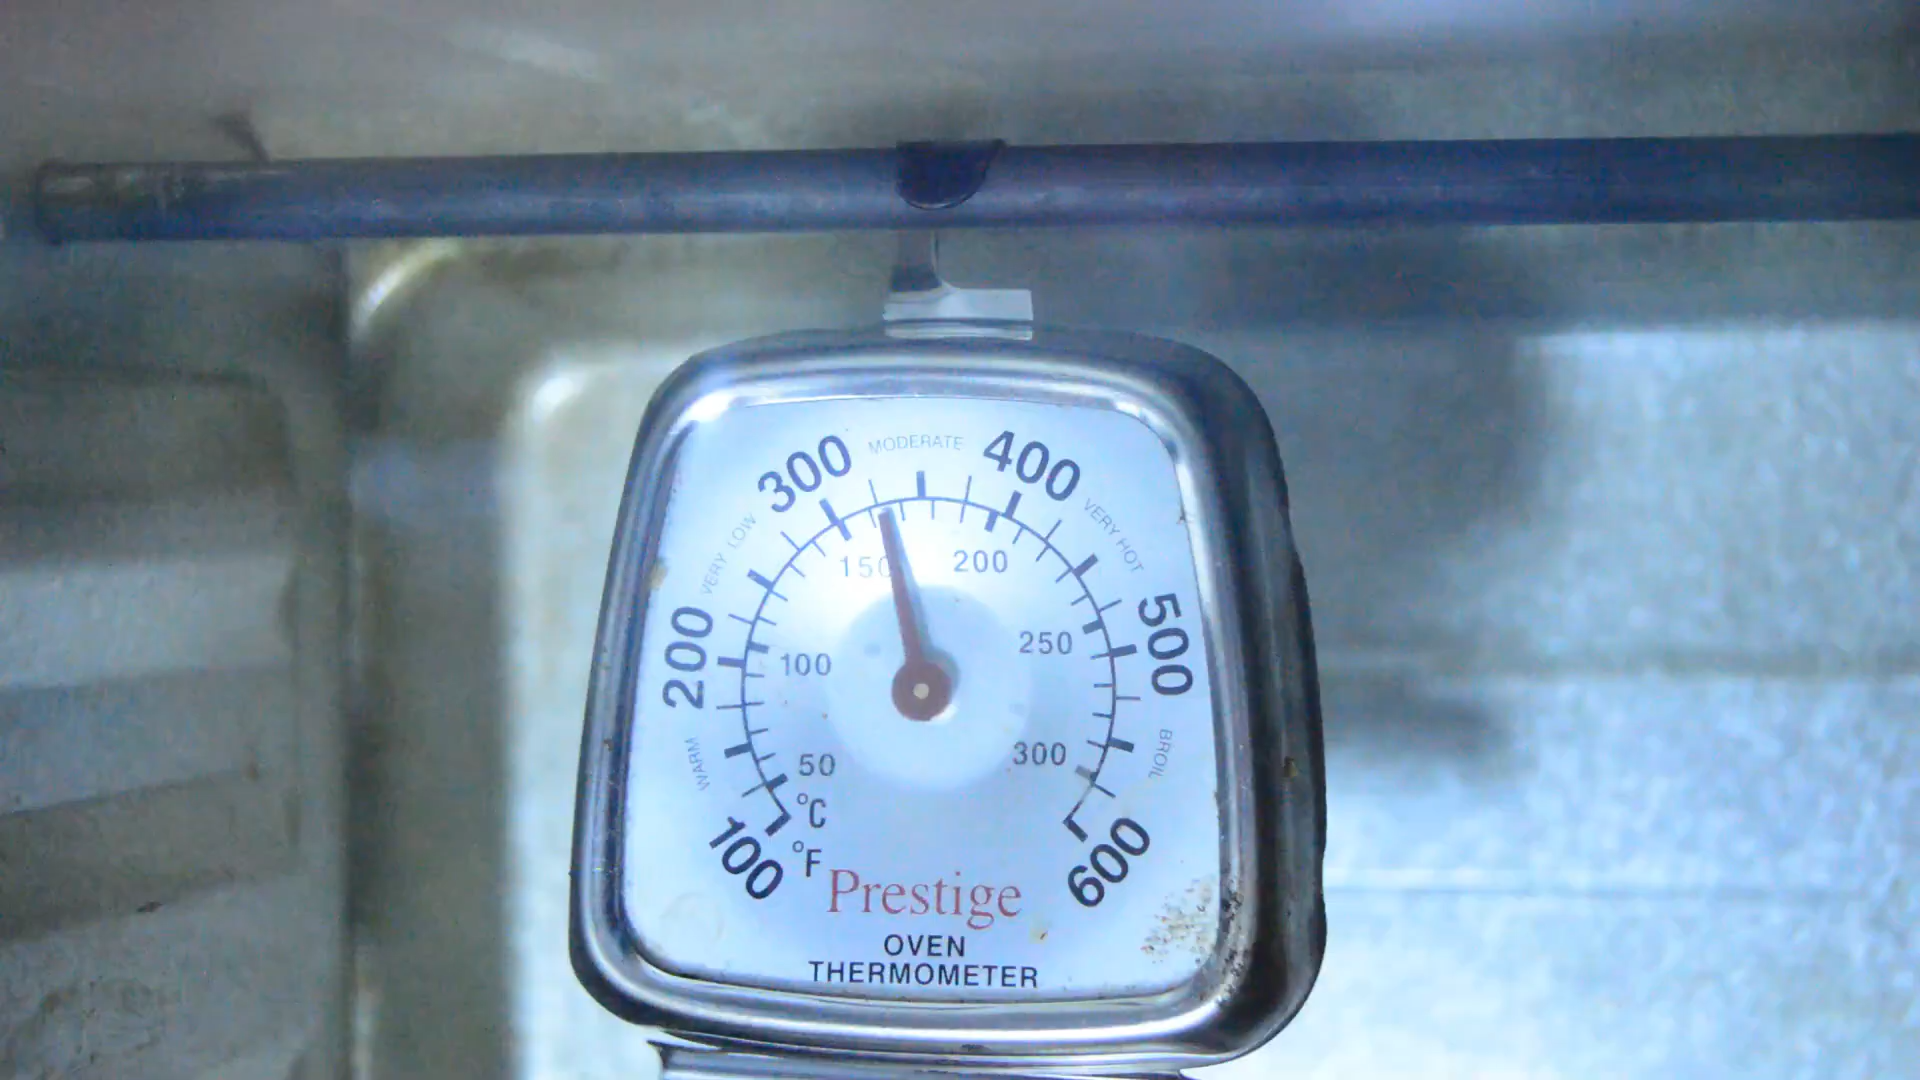 MODERATE
300
400
VERY LOW
VERY HOT
150
200
200
500
100
250
WARM
BROIL
50
300
°C
100
°F
600
Prestige
OVEN
THERMOMETER